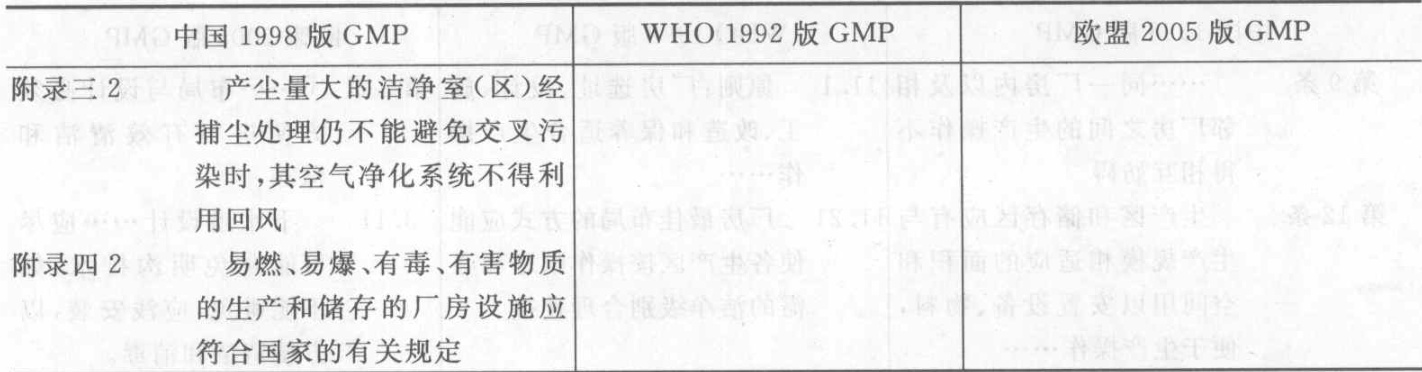 中国 1998 版 GMP WHO 1992 版 GMP 欧盟 2005 版 GMP
附录三 2 产尘量大的洁净室(区)经
捕尘处理仍不能避免交叉污
染时,其空气净化系统不得利
用回风
附录四 2 易燃、易爆、有毒、有害物质
的生产和储存的厂房设施应
符合国家的有关规定